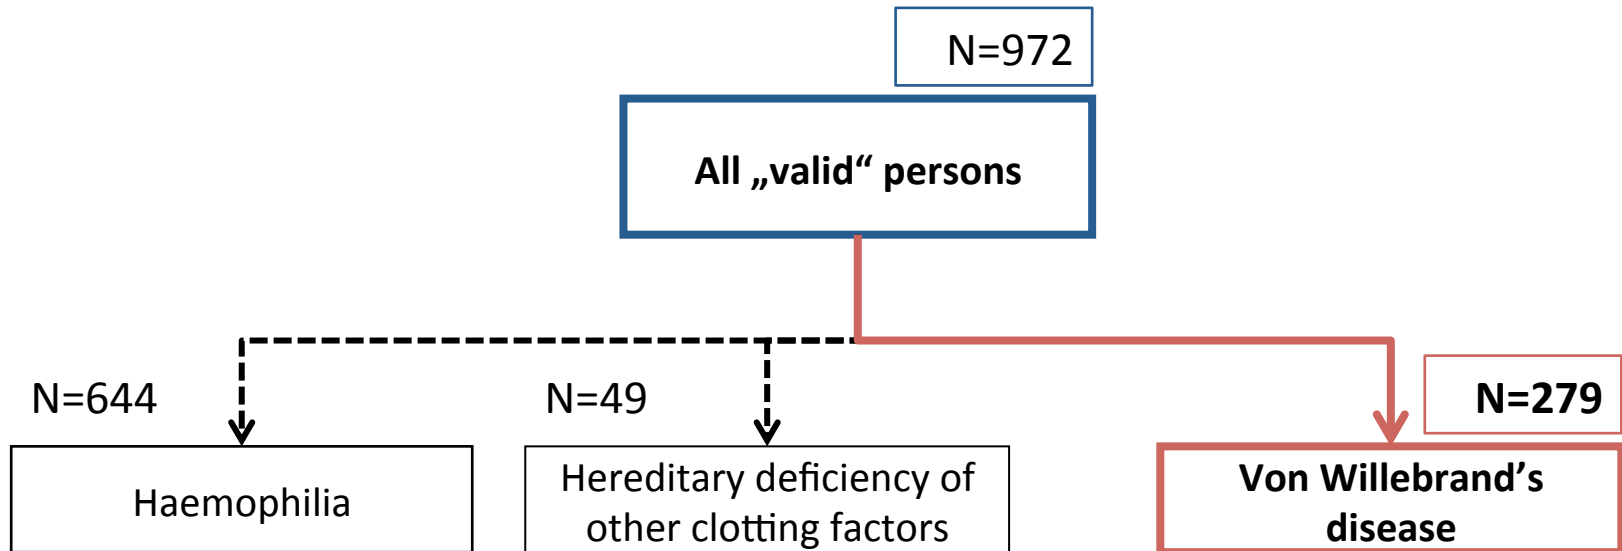 N=972
All „valid“ persons
N=644
N=49
N=279
Haemophilia
Hereditary deficiency of
other clotting factors
Von Willebrand’s
disease